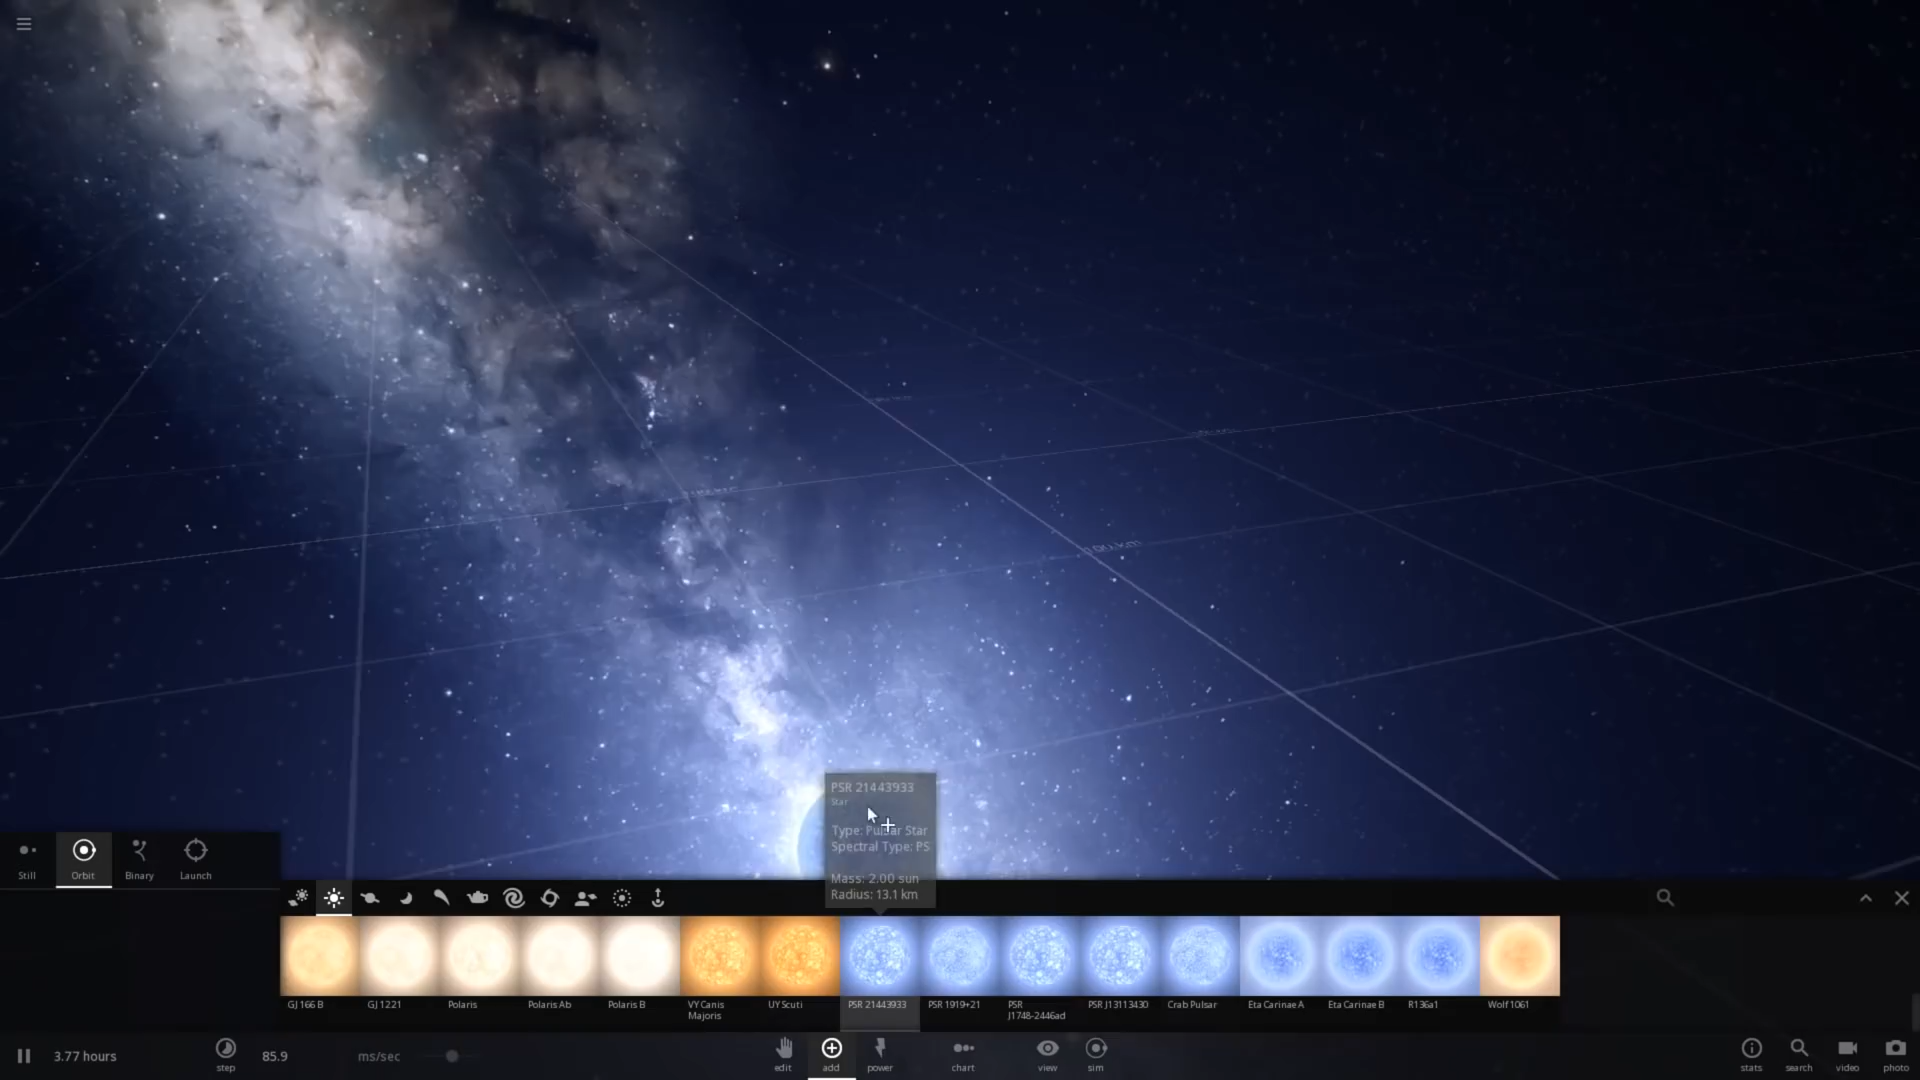 PSR 21443933
Star
Type: Pulsar Star
Spectral Type: PS
Mass: 2.00 sun
Radius: 13.1 km
Still
Orbit
Binary
Launch
GJ 166 B
GJ 1221
Polaris
Polaris Ab
Polaris B
VY Canis
Majoris
UY Scuti
PSR 21443933
PSR 1919+21
PSR
J1748-2446ad
PSR J13113430
Crab Pulsar
Eta Carinae A
Eta Carinae B
R136a1
Wolf 1061
3.77 hours
step
85.9
ms/sec
edit
add
power
chart
view
sim
stats
search
video
photo